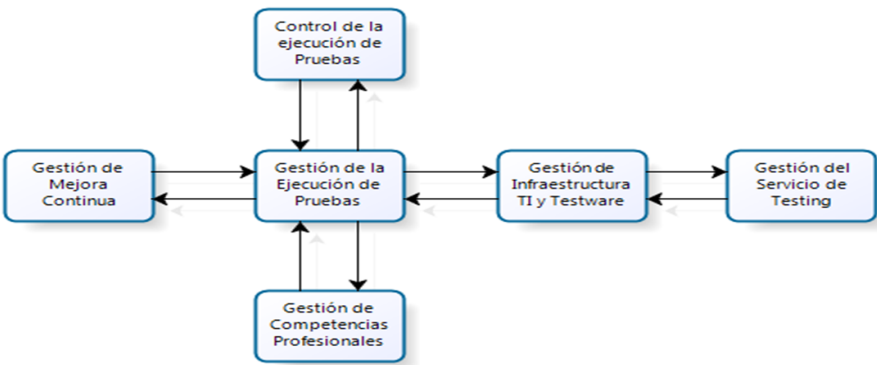 Control de la
ejecución de
Pruebas
Gestión de
Mejora
Continua
Gestión de la
Ejecución de
Pruebas
Gestión de
Infraestructura
TI y Testware
Gestión del
Servicio de
Testing
Gestión de
Competencias
Profesionales